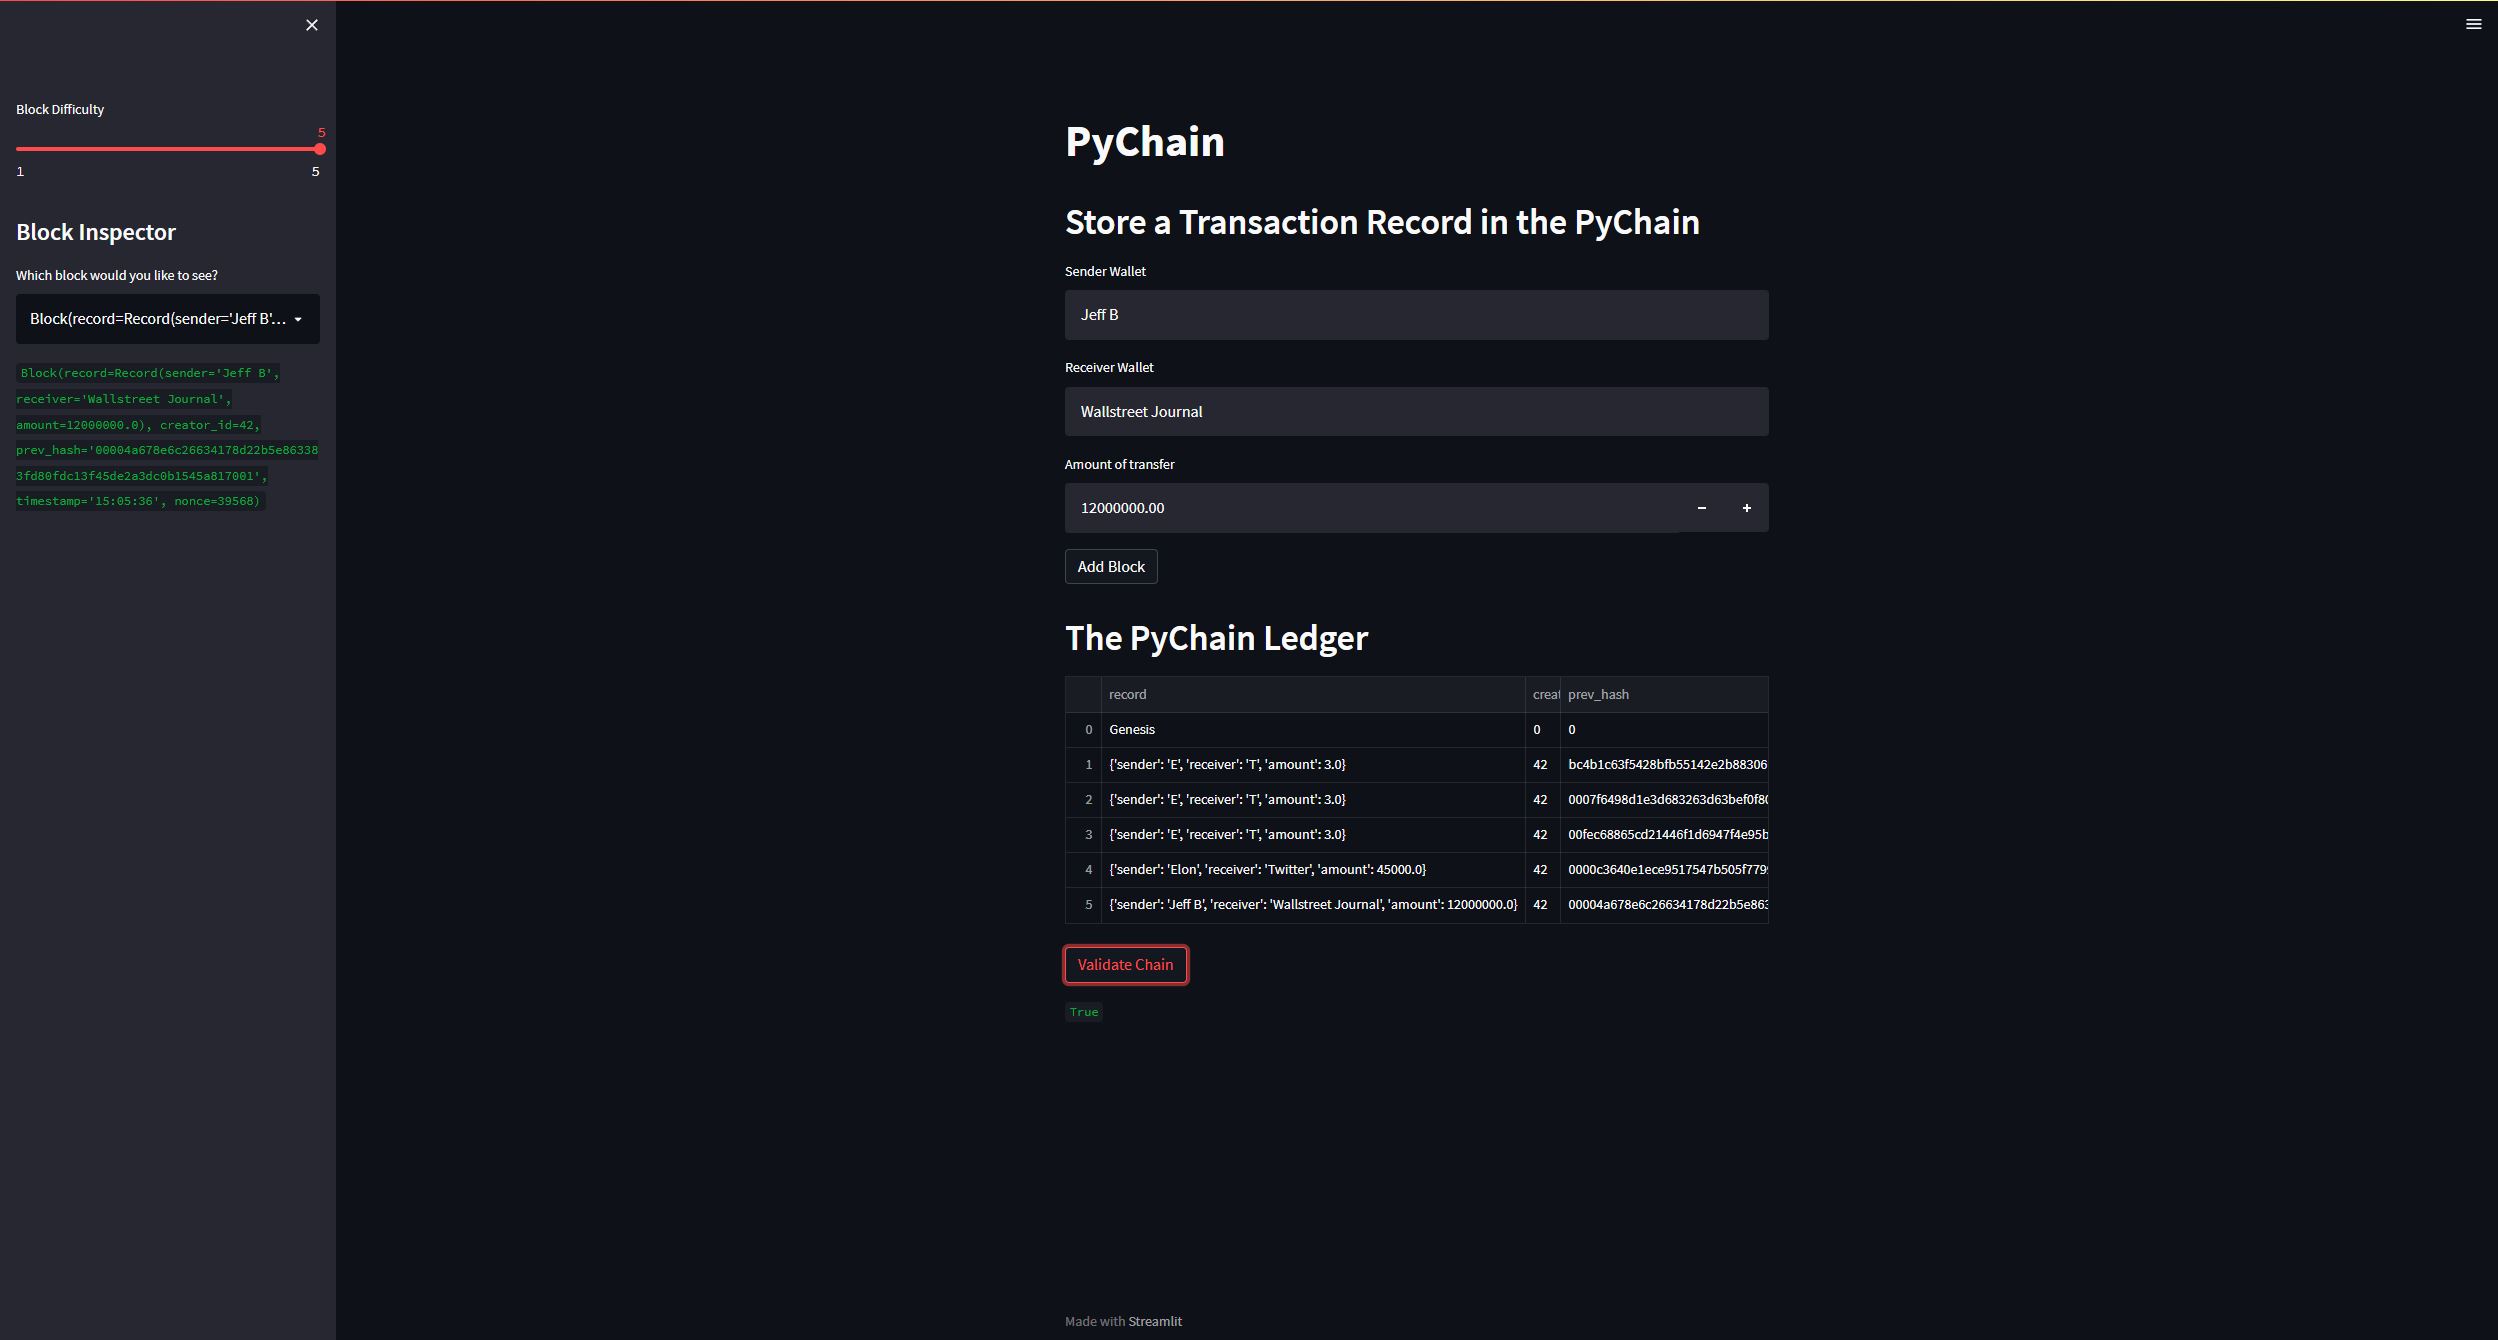 Block Difficulty
5
1 5
Block Inspector
Which block would you like to see?
Block(record=Record(sender='Jeff B'...
Block(record=Record(sender='Jeff B',
receiver='Wallstreet Journal',
amount=12000000.0), creator_id=42,
prev_hash='00004a678e6c26634178d22b5e86338
3fd80fdc13f45de2a3dc0b1545a817001',
timestamp='15:05:36', nonce=39568)
PyChain
Store a Transaction Record in the PyChain
Sender Wallet
Jeff B
Receiver Wallet
Wallstreet Journal
Amount of transfer
12000000.00 − +
Add Block
The PyChain Ledger
record creat prev_hash
0 Genesis 0 0
1 {'sender': 'E', 'receiver': 'T', 'amount': 3.0} 42 bc4b1c63f5428bfb55142e2b88306
2 {'sender': 'E', 'receiver': 'T', 'amount': 3.0} 42 0007f6498d1e3d683263d63bef0f80
3 {'sender': 'E', 'receiver': 'T', 'amount': 3.0} 42 00fec68865cd21446f1d6947f4e95b
4 {'sender': 'Elon', 'receiver': 'Twitter', 'amount': 45000.0} 42 0000c3640e1ece9517547b505f779
5 {'sender': 'Jeff B', 'receiver': 'Wallstreet Journal', 'amount': 12000000.0} 42 00004a678e6c26634178d22b5e863
Validate Chain
True
Made with Streamlit